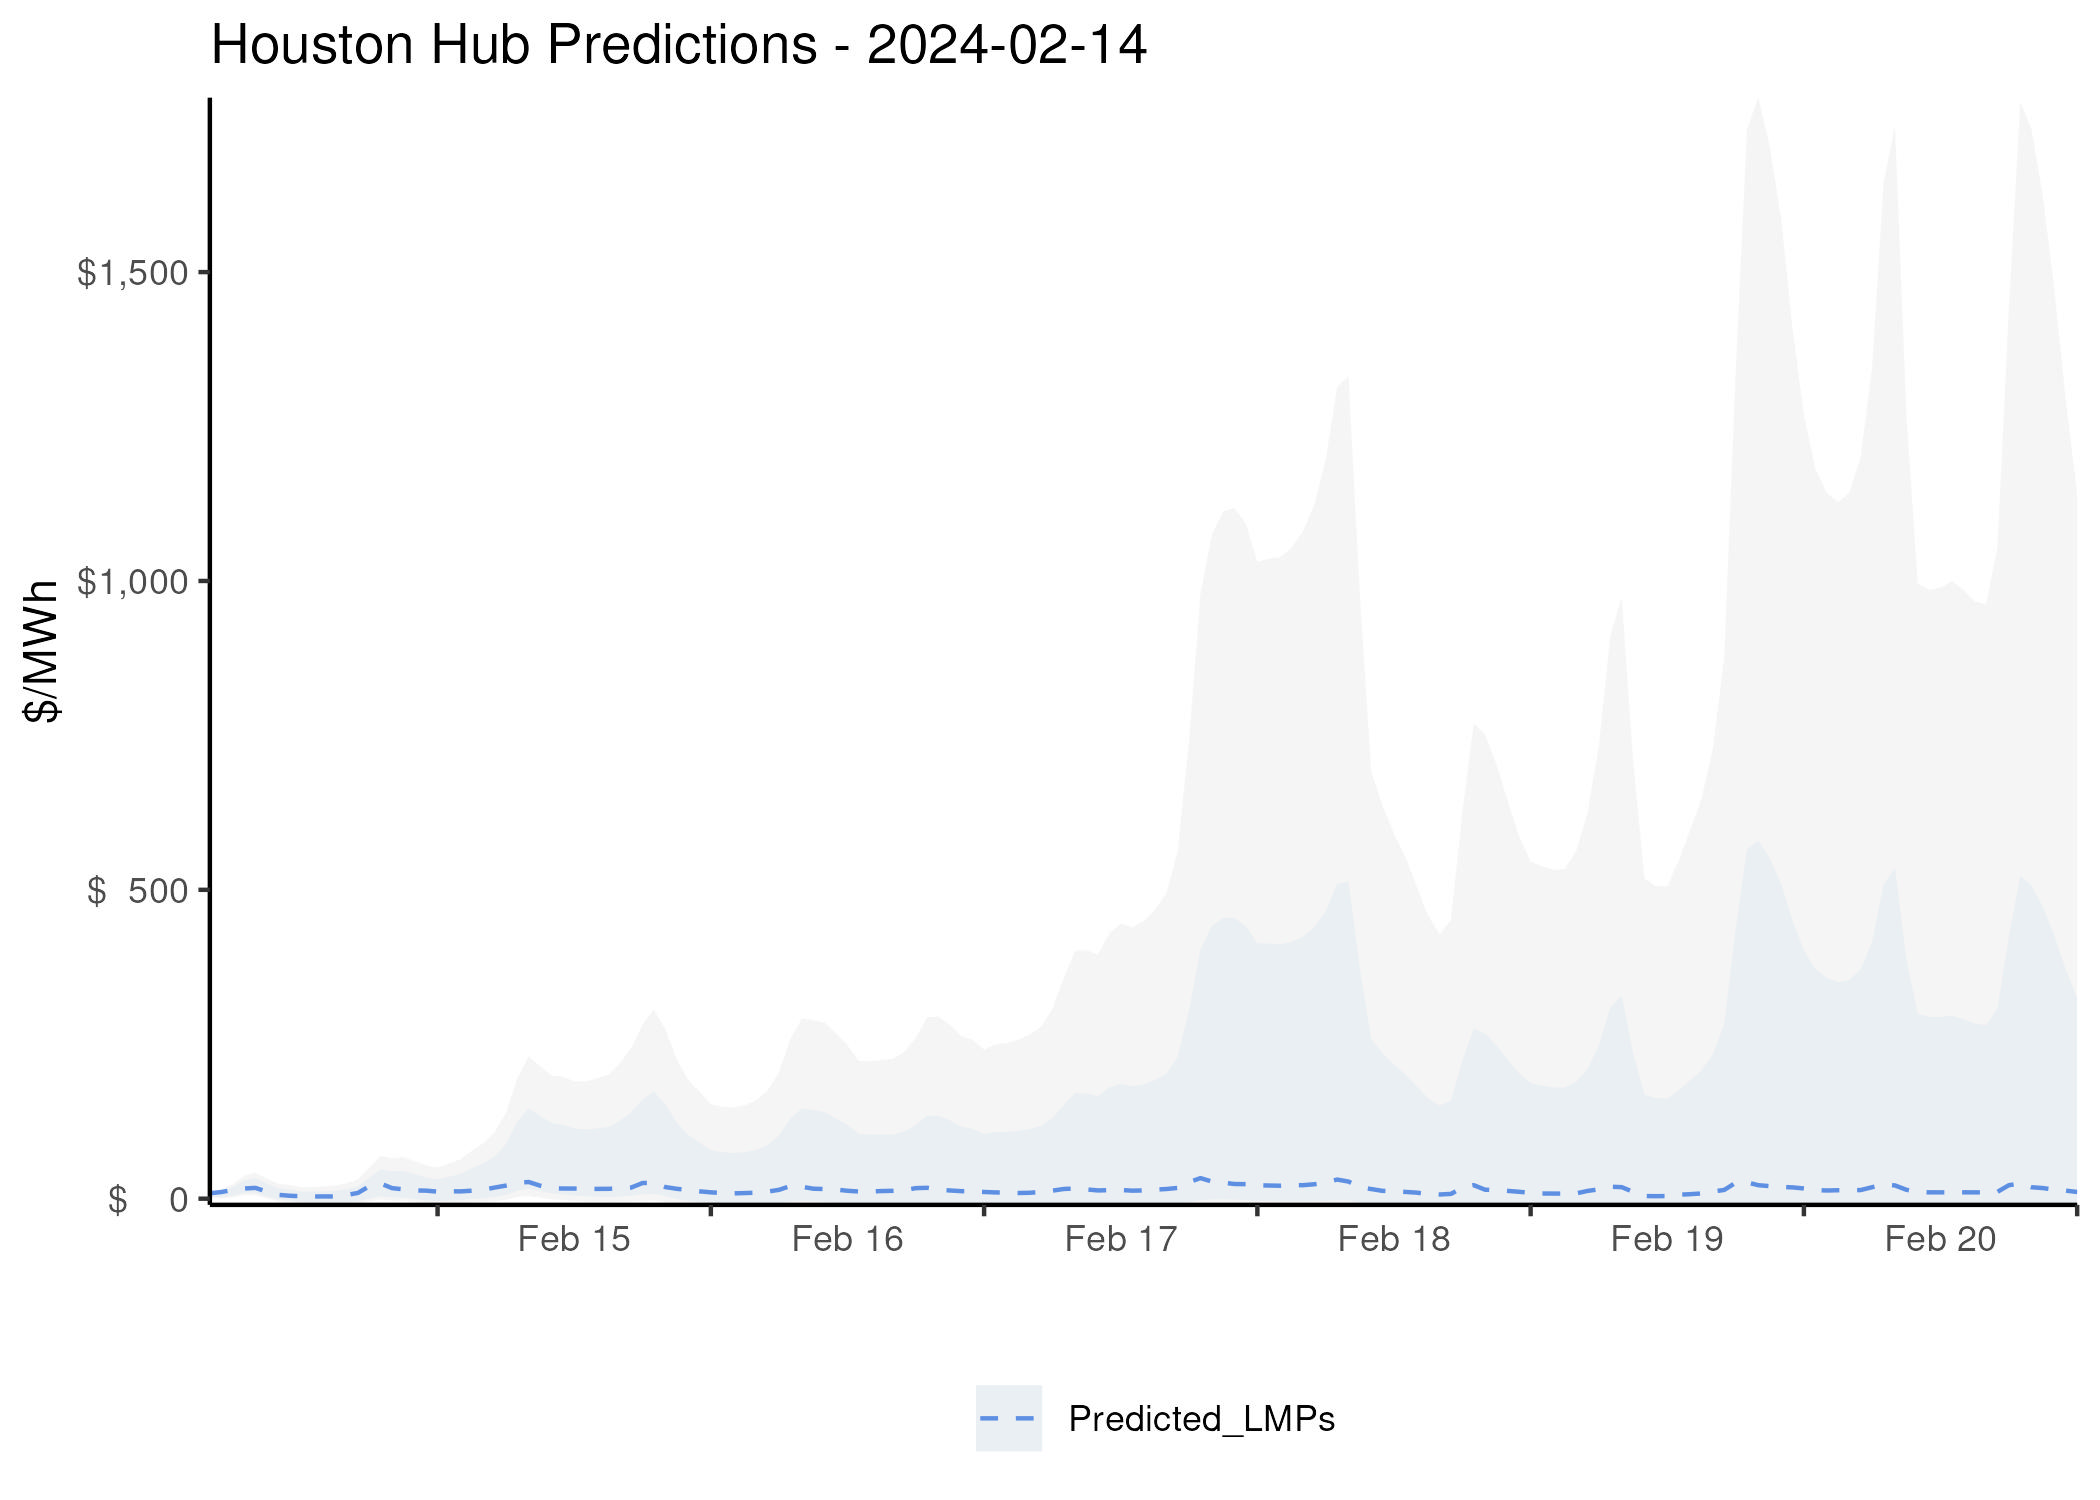 Houston Hub Predictions - 2024-02-14
$/MWh
$1,500
$1,000
$  500
$    0
Feb 15
Feb 16
Feb 17
Feb 18
Feb 19
Feb 20
Predicted_LMPs